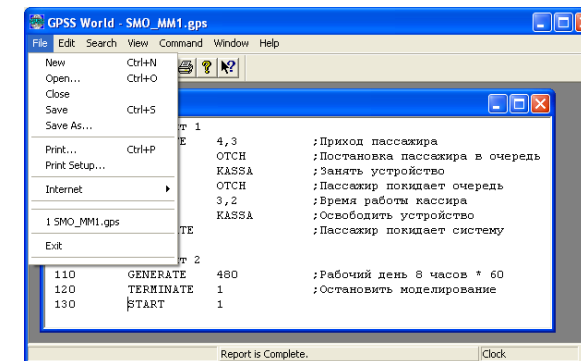 GPSS World - SMO_MM1.gps
File Edit Search View Command Window Help
New Ctrl+N
Open... Ctrl+O
Close
Save Ctrl+S
Save As...
Print... Ctrl+P
Print Setup...
Internet
1 SMO_MM1.gps
Exit
РТ 1
E 4,3 ;Приход пассажира
OTCH ;Постановка пассажира в очередь
KASSA ;Занять устройство
OTCH ;Пассажир покидает очередь
3,2 ;Время работы кассира
KASSA ;Освободить устройство
TE ;Пассажир покидает систему
РТ 2
110 GENERATE 480 ;Рабочий день 8 часов * 60
120 TERMINATE 1 ;Остановить моделирование
130 START 1
Report is Complete. Clock